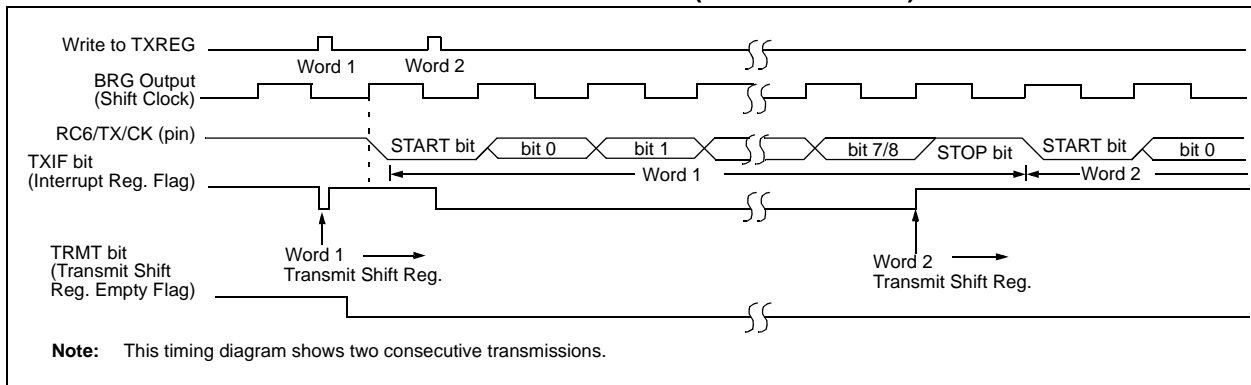 Write to TXREG
Word 1
Word 2
BRG Output
(Shift Clock)
RC6/TX/CK (pin)
START bit
bit 0
bit 1
bit 7/8
STOP bit
START bit
bit 0
TXIF bit
(Interrupt Reg. Flag)
Word 1
Word 2
TRMT bit
(Transmit Shift
Reg. Empty Flag)
Word 1
Transmit Shift Reg.
Word 2
Transmit Shift Reg.
Note: This timing diagram shows two consecutive transmissions.